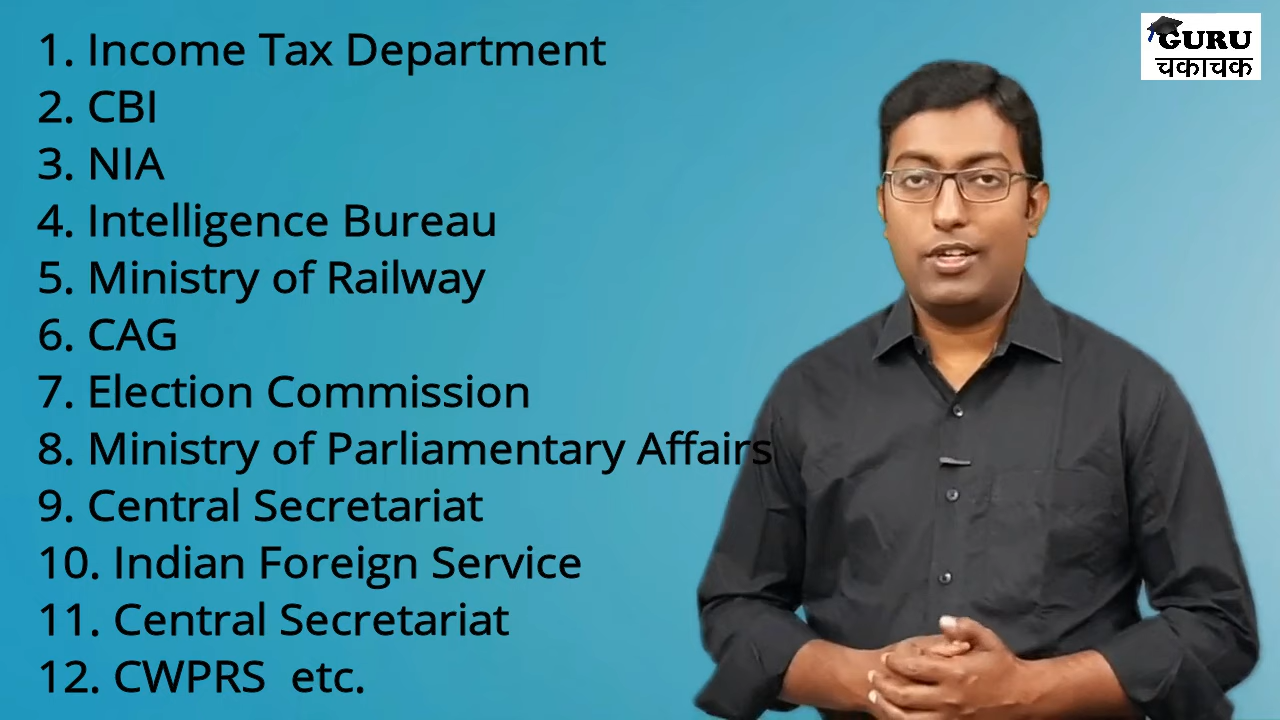 1. Income Tax Department
2. CBI
3. NIA
4. Intelligence Bureau
5. Ministry of Railway
6. CAG
7. Election Commission
8. Ministry of Parliamentary Affairs
9. Central Secretariat
10. Indian Foreign Service
11. Central Secretariat
12. CWPRS etc.
GURU
चकाचक